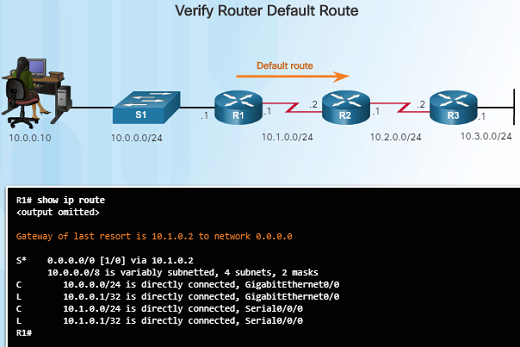 Verify Router Default Route
Default route
S1
.1
R1
.1
.2
R2
.1
.2
R3
.1
10.0.0.10
10.0.0.0/24
10.1.0.0/24
10.2.0.0/24
10.3.0.0/24
R1# show ip route
<output omitted>
Gateway of last resort is 10.1.0.2 to network 0.0.0.0
S* 0.0.0.0/0 [1/0] via 10.1.0.2
10.0.0.0/8 is variably subnetted, 4 subnets, 2 masks
C 10.0.0.0/24 is directly connected, GigabitEthernet0/0
L 10.0.0.1/32 is directly connected, GigabitEthernet0/0
C 10.1.0.0/24 is directly connected, Serial0/0/0
L 10.1.0.1/32 is directly connected, Serial0/0/0
R1#